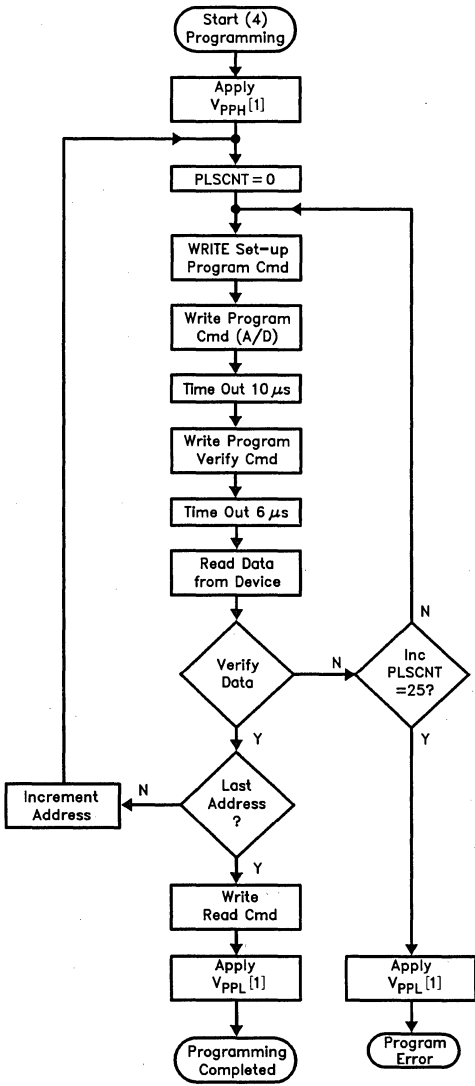 Start (4)
Programming
Apply
VPPH[1]
PLSCNT = 0
WRITE Set-up
Program Cmd
Write Program
Cmd (A/D)
Time Out 10 μs
Write Program
Verify Cmd
Time Out 6 μs
Read Data
from Device
Verify
Data
N
Inc
PLSCNT
=25?
N
Y
Y
Last
Address
?
N
Increment
Address
Y
Write
Read Cmd
Apply
VPPL[1]
Apply
VPPL[1]
Programming
Completed
Program
Error